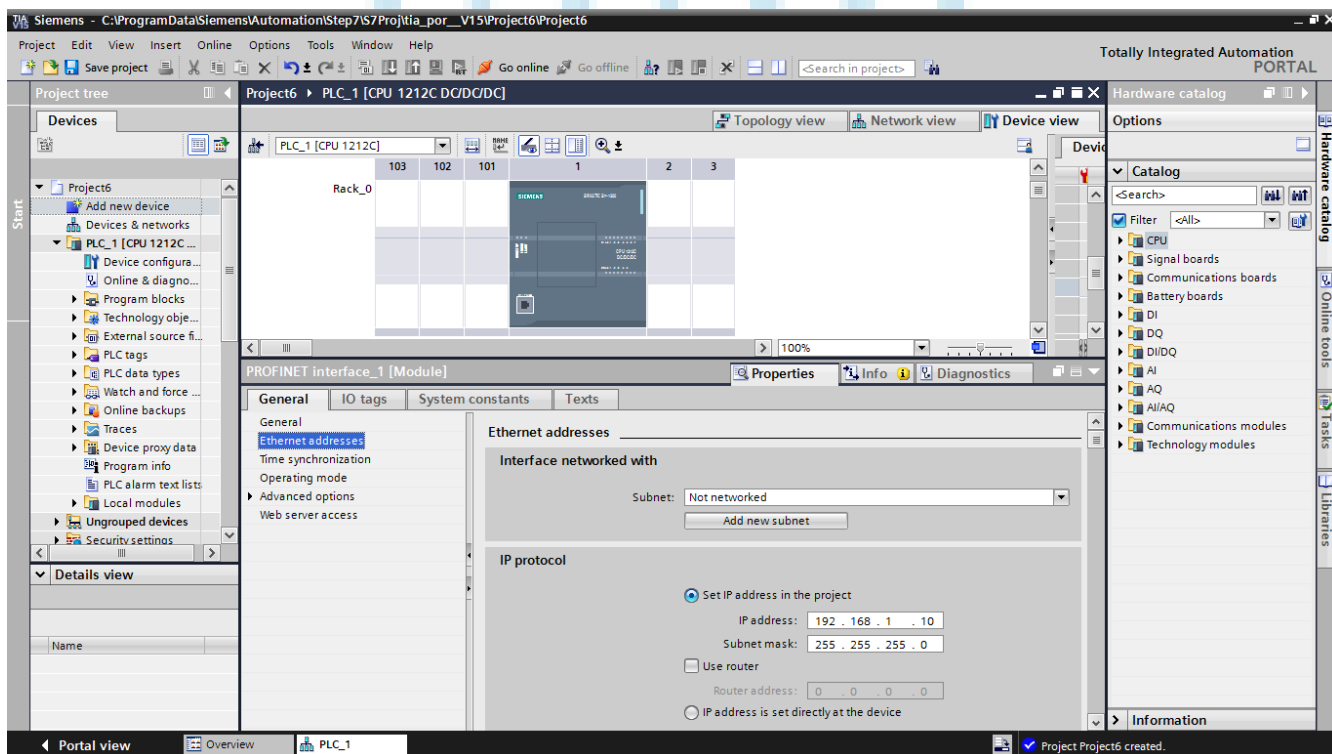 Siemens - C:\ProgramData\Siemens\Automation\Step7\S7Proj\tia_por__V15\Project6\Project6
Project Edit View Insert Online Options Tools Window Help
Totally Integrated Automation
PORTAL
Save project
Go online
Go offline
<Search in project>
Project tree
Devices
Project6
Add new device
Devices & networks
PLC_1 [CPU 1212C ...
Device configura...
Online & diagno...
Program blocks
Technology obje...
External source fi...
PLC tags
PLC data types
Watch and force ...
Online backups
Traces
Device proxy data
Program info
PLC alarm text lists
Local modules
Ungrouped devices
Security settings
Details view
Name
Start
Project6 PLC_1 [CPU 1212C DC/DC/DC]
Topology view Network view Device view
PLC_1 [CPU 1212C]
Devic
103 102 101 1 2 3
Rack_0
SIEMENS
100%
PROFINET interface_1 [Module]
Properties Info Diagnostics
General IO tags System constants Texts
General
Ethernet addresses
Time synchronization
Operating mode
Advanced options
Web server access
Ethernet addresses
Interface networked with
Subnet: Not networked
Add new subnet
IP protocol
Set IP address in the project
IP address: 192 . 168 . 1 . 10
Subnet mask: 255 . 255 . 255 . 0
Use router
Router address: 0 . 0 . 0 . 0
IP address is set directly at the device
Hardware catalog
Options
Catalog
<Search>
Filter <All>
CPU
Signal boards
Communications boards
Battery boards
DI
DQ
DI/DQ
AI
AQ
AI/AQ
Communications modules
Technology modules
Information
Hardware catalog
Online tools
Tasks
Libraries
Portal view
Overview
PLC_1
Project Project6 created.